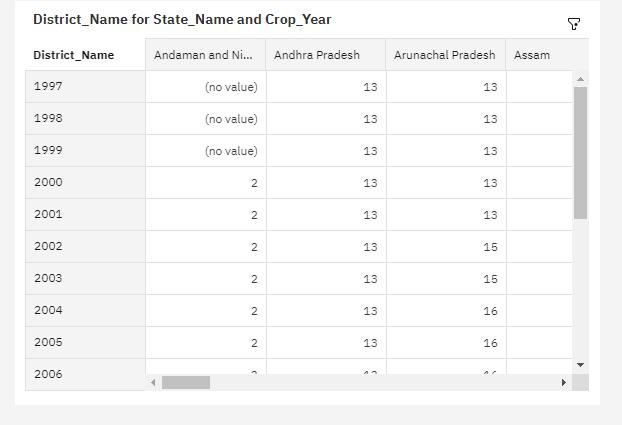 District_Name for State_Name and Crop_Year
District_Name Andaman and Ni... Andhra Pradesh Arunachal Pradesh Assam
1997 (no value) 13 13
1998 (no value) 13 13
1999 (no value) 13 13
2000 2 13 13
2001 2 13 13
2002 2 13 15
2003 2 13 15
2004 2 13 16
2005 2 13 16
2006